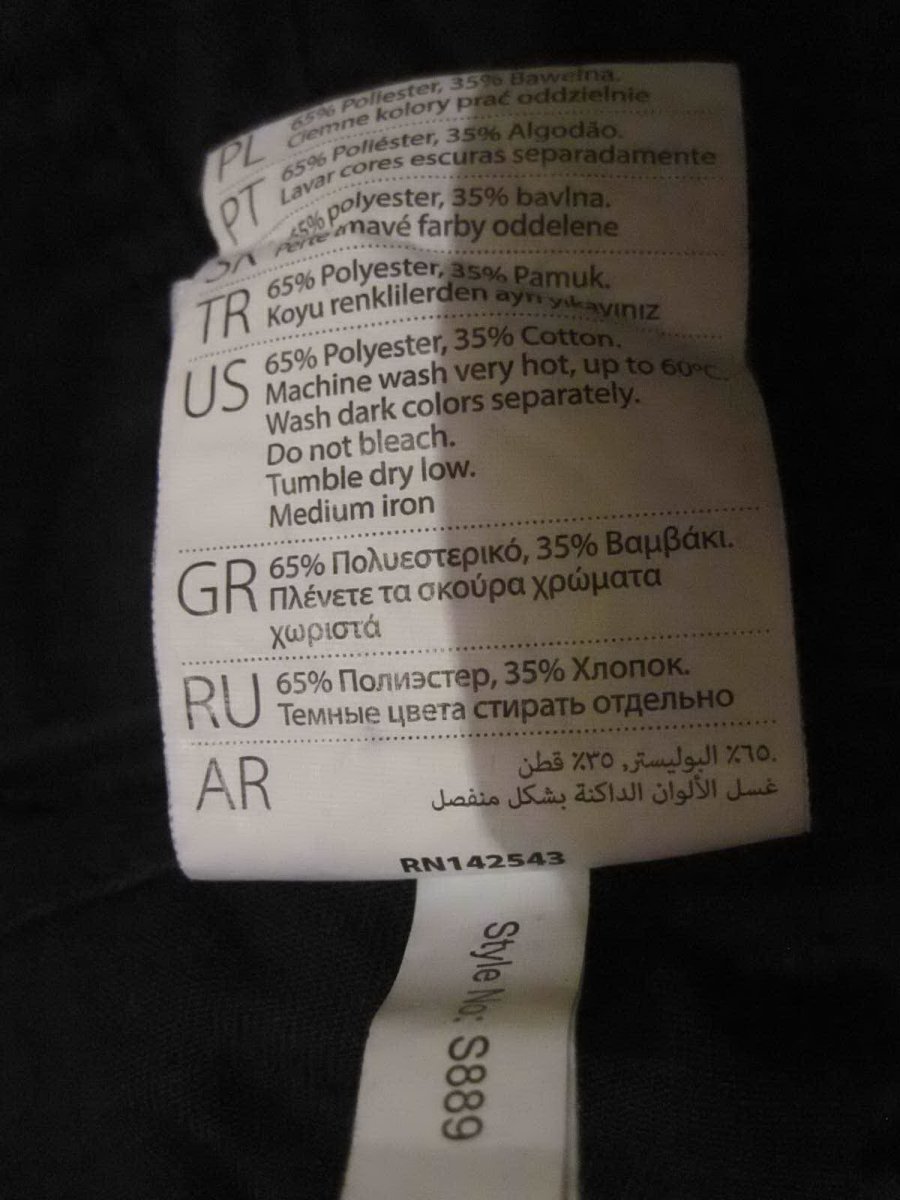 PL 65% Poliester, 35% Bawełna.
Ciemne kolory prać oddzielnie
PT 65% Poliéster, 35% Algodão.
Lavar cores escuras separadamente
SK 65% polyester, 35% bavlna.
Perte tmavé farby oddelene
TR 65% Polyester, 35% Pamuk.
Koyu renklilerden ayrı yıkayınız
US 65% Polyester, 35% Cotton.
Machine wash very hot, up to 60°C.
Wash dark colors separately.
Do not bleach.
Tumble dry low.
Medium iron
GR 65% Πολυεστερικό, 35% Βαμβάκι.
Πλένετε τα σκούρα χρώματα
χωριστά
RU 65% Полиэстер, 35% Хлопок.
Темные цвета стирать отдельно
AR ٦٥٪ البوليستر, ٣٥٪ قطن.
غسل الألوان الداكنة بشكل منفصل
RN142543
Style No: S889